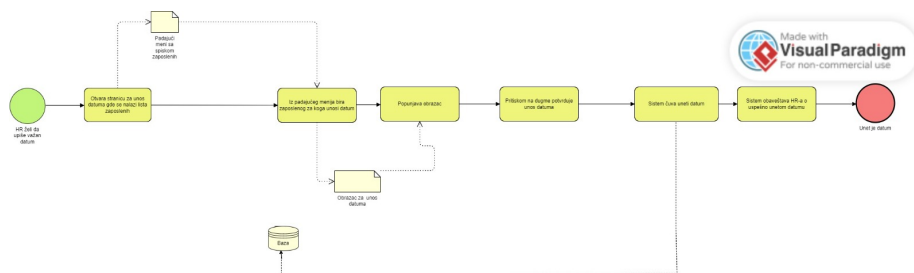 Made with
VisualParadigm
For non-commercial use
Padajući
meni sa
spiskom
zaposlenih
HR želi da
upiše važan
datum
Otvara stranicu za unos
datuma gde se nalazi lista
zaposlenih
Iz padajućeg menija bira
zaposlenog za koga unosi datum
Popunjava obrazac
Pritiskom na dugme potvrđuje
unos datuma
Sistem čuva uneti datum
Sistem obaveštava HR-a o
uspešno unetom datumu
Unet je datum
Obrazac za unos
datuma
Baza